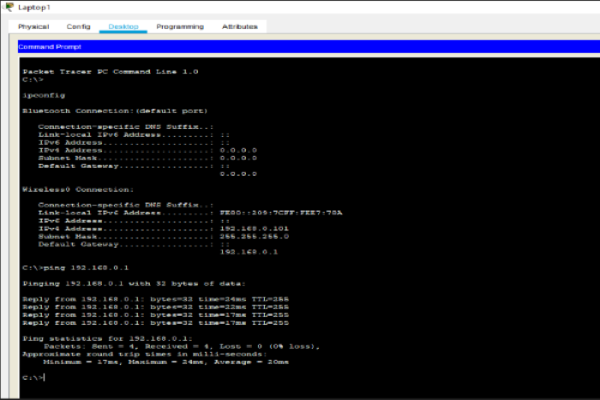 Laptop1
Physical Config Desktop Programming Attributes
Command Prompt
Packet Tracer PC Command Line 1.0
C:\>
ipconfig
Bluetooth Connection:(default port)
Connection-specific DNS Suffix..:
Link-local IPv6 Address.........: ::
IPv6 Address....................: ::
IPv4 Address....................: 0.0.0.0
Subnet Mask.....................: 0.0.0.0
Default Gateway.................: ::
0.0.0.0
Wireless0 Connection:
Connection-specific DNS Suffix..:
Link-local IPv6 Address.........: FE80::209:7CFF:FEE7:78A
IPv6 Address....................: ::
IPv4 Address....................: 192.168.0.101
Subnet Mask.....................: 255.255.255.0
Default Gateway.................: ::
192.168.0.1
C:\>ping 192.168.0.1
Pinging 192.168.0.1 with 32 bytes of data:
Reply from 192.168.0.1: bytes=32 time=24ms TTL=255
Reply from 192.168.0.1: bytes=32 time=22ms TTL=255
Reply from 192.168.0.1: bytes=32 time=17ms TTL=255
Reply from 192.168.0.1: bytes=32 time=17ms TTL=255
Ping statistics for 192.168.0.1:
Packets: Sent = 4, Received = 4, Lost = 0 (0% loss),
Approximate round trip times in milli-seconds:
Minimum = 17ms, Maximum = 24ms, Average = 20ms
C:\>